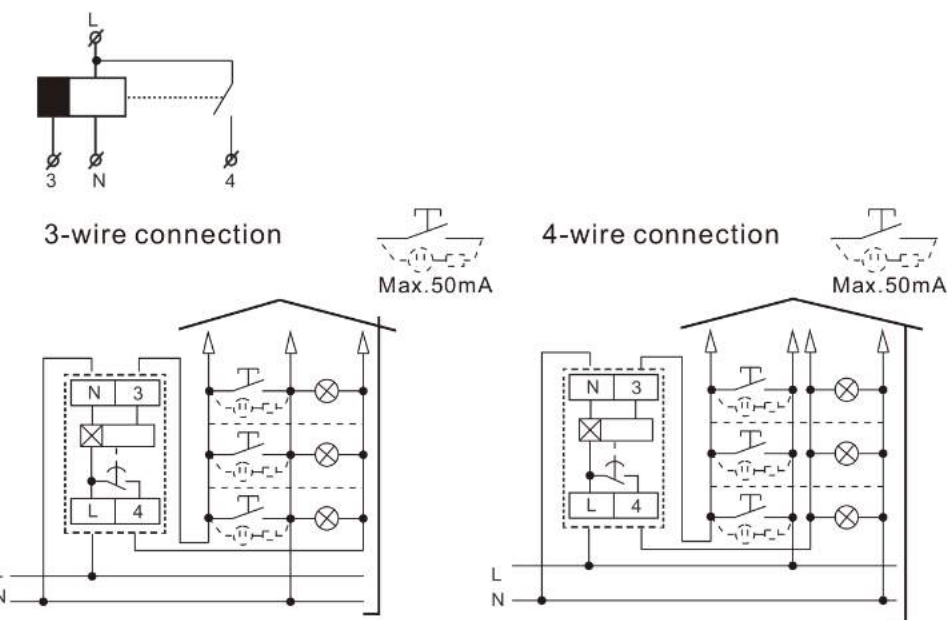 L
3 N 4
3-wire connection
Max.50mA
4-wire connection
Max.50mA
N 3
L 4
L
N
N 3
L 4
L
N